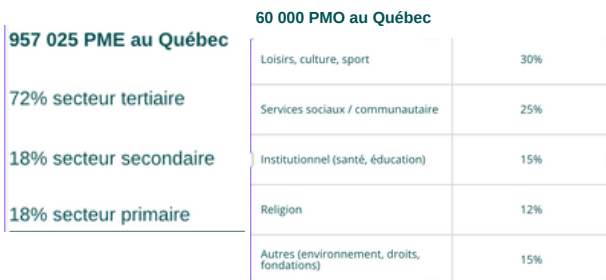 957 025 PME au Québec
72% secteur tertiaire
18% secteur secondaire
18% secteur primaire
60 000 PMO au Québec
Loisirs, culture, sport 30%
Services sociaux / communautaire 25%
Institutionnel (santé, éducation) 15%
Religion 12%
Autres (environnement, droits, 15%
fondations)